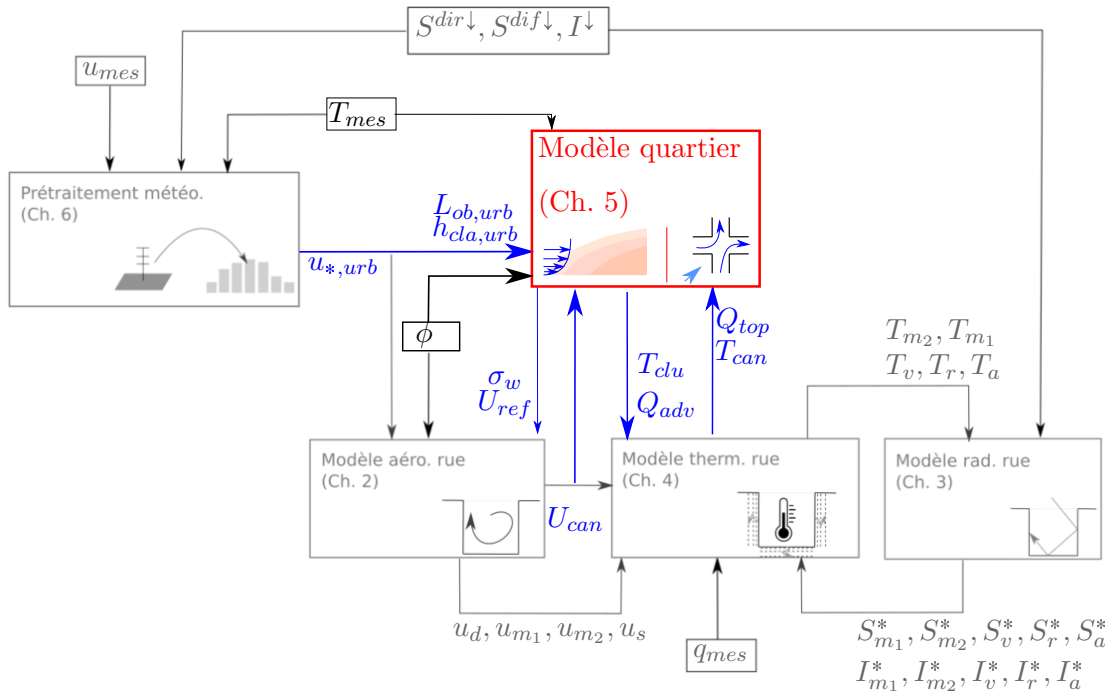 S^{dir↓}, S^{dif↓}, I^↓
u_{mes}
T_{mes}
Modèle quartier
(Ch. 5)
Prétraitement météo.
(Ch. 6)
L_{ob,urb}
h_{cla,urb}
u_{*,urb}
ϕ
σ_w
U_{ref}
T_{clu}
Q_{adv}
Q_{top}
T_{can}
T_{m_2}, T_{m_1}
T_v, T_r, T_a
Modèle aéro. rue
(Ch. 2)
U_{can}
Modèle therm. rue
(Ch. 4)
Modèle rad. rue
(Ch. 3)
u_d, u_{m_1}, u_{m_2}, u_s
q_{mes}
S^*_{m_1}, S^*_{m_2}, S^*_v, S^*_r, S^*_a
I^*_{m_1}, I^*_{m_2}, I^*_v, I^*_r, I^*_a